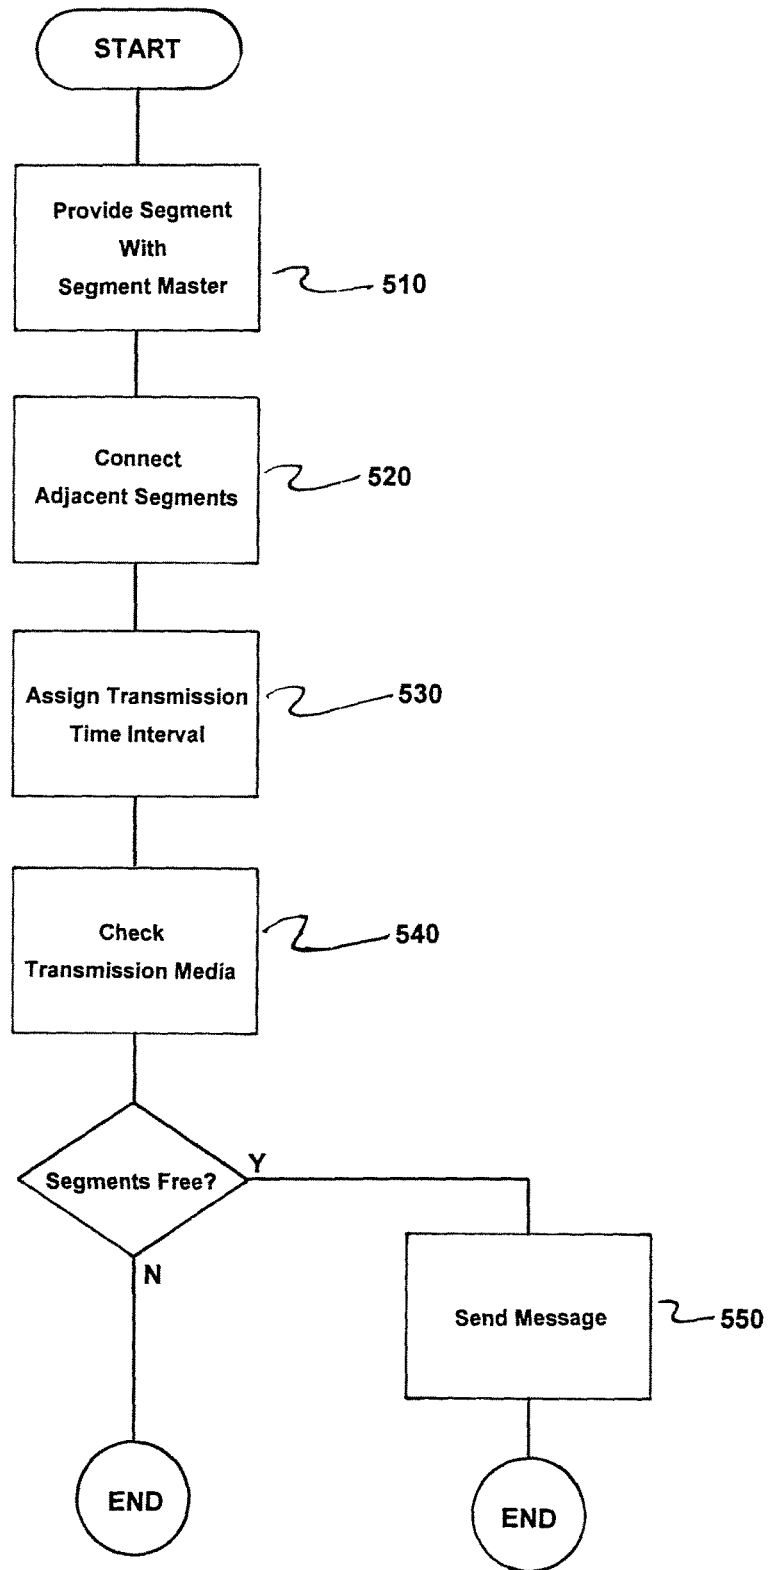 START
Provide Segment
With
Segment Master
510
Connect
Adjacent Segments
520
Assign Transmission
Time Interval
530
Check
Transmission Media
540
Segments Free?
Y
N
Send Message
550
END
END